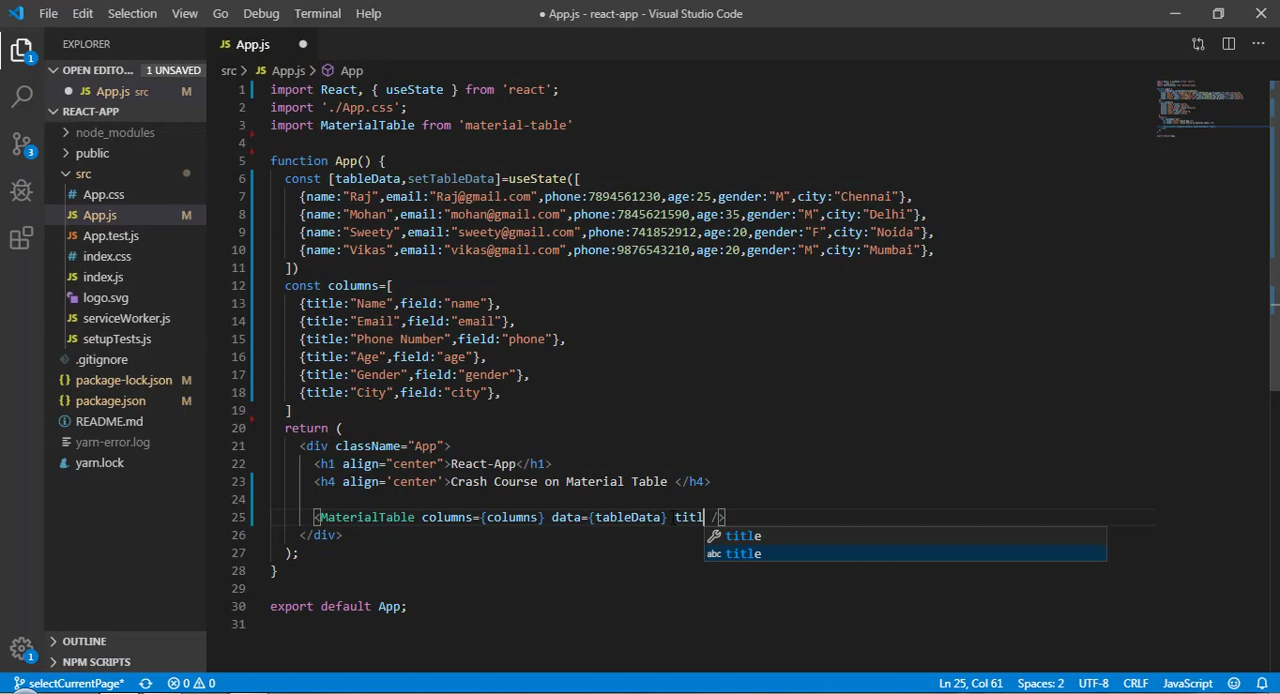 File Edit Selection View Go Debug Terminal Help
● App.js - react-app - Visual Studio Code
EXPLORER
OPEN EDITO... 1 UNSAVED
App.js src M
REACT-APP
node_modules
public
src
App.css
JS App.js M
JS App.test.js
index.css
JS index.js
logo.svg
JS serviceWorker.js
JS setupTests.js
.gitignore
package-lock.json M
package.json M
README.md
yarn-error.log
yarn.lock
OUTLINE
NPM SCRIPTS
JS App.js ●
src > JS App.js > App
1 import React, { useState } from 'react';
2 import './App.css';
3 import MaterialTable from 'material-table'
4
5 function App() {
6 const [tableData,setTableData]=useState([
7 {name:"Raj",email:"Raj@gmail.com",phone:7894561230,age:25,gender:"M",city:"Chennai"},
8 {name:"Mohan",email:"mohan@gmail.com",phone:7845621590,age:35,gender:"M",city:"Delhi"},
9 {name:"Sweety",email:"sweety@gmail.com",phone:741852912,age:20,gender:"F",city:"Noida"},
10 {name:"Vikas",email:"vikas@gmail.com",phone:9876543210,age:20,gender:"M",city:"Mumbai"},
11 ])
12 const columns=[
13 {title:"Name",field:"name"},
14 {title:"Email",field:"email"},
15 {title:"Phone Number",field:"phone"},
16 {title:"Age",field:"age"},
17 {title:"Gender",field:"gender"},
18 {title:"City",field:"city"},
19 ]
20 return (
21 <div className="App">
22 <h1 align="center">React-App</h1>
23 <h4 align='center'>Crash Course on Material Table </h4>
24
25 <MaterialTable columns={columns} data={tableData} titl />
title
abc title
26 </div>
27 );
28 }
29
30 export default App;
31
selectCurrentPage* 0 0
Ln 25, Col 61 Spaces: 2 UTF-8 CRLF JavaScript